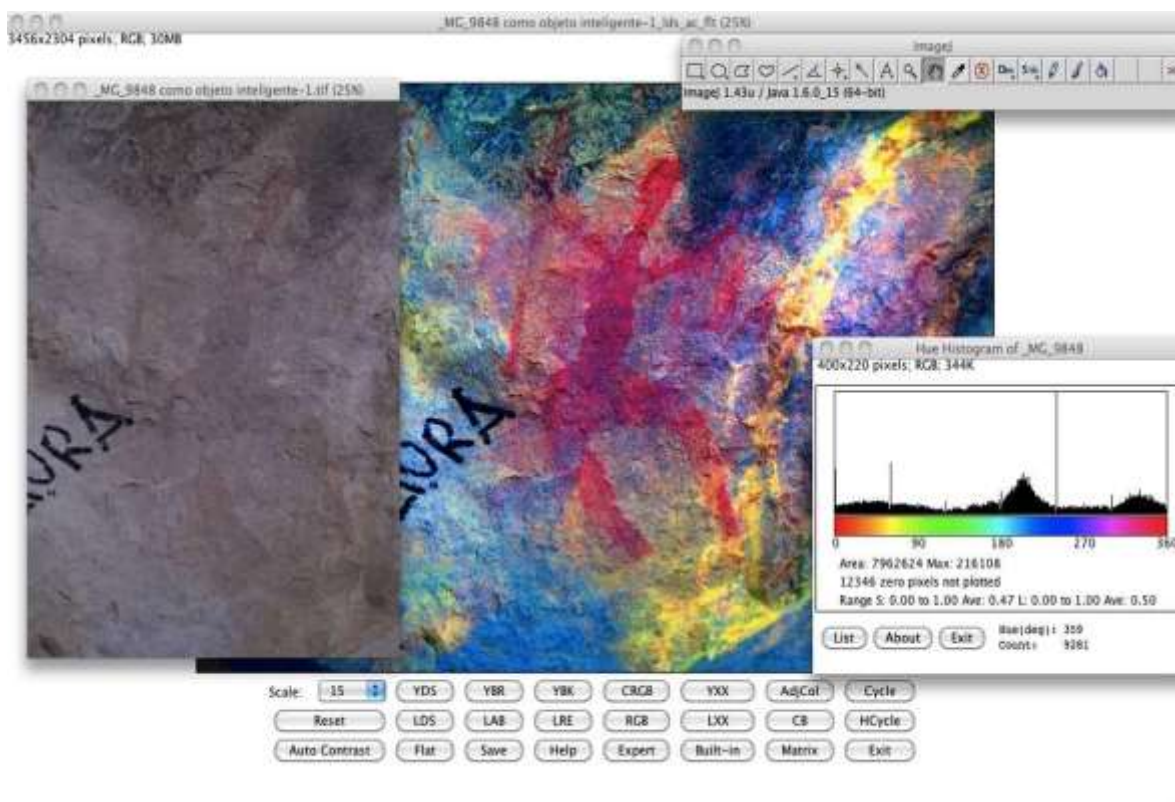 _MG_9848 como objeto inteligente-1_lds_ac_flt (25%)
3456x2304 pixels; RGB; 30MB
ImageJ
ImageJ 1.43u / Java 1.6.0_15 (64-bit)
_MG_9848 como objeto inteligente-1.tif (25%)
URA
URA
Hue Histogram of _MG_9848
400x220 pixels; RGB; 344K
0 90 180 270 360
Area: 7962624 Max: 216108
12346 zero pixels not plotted
Range S: 0.00 to 1.00 Ave: 0.47 L: 0.00 to 1.00 Ave: 0.50
List About Exit Hue(deg): 359
Count: 9281
Scale: 15 YDS YBR YBK CRGB YXX AdjCol Cycle
Reset LDS LAB LRE RGB LXX CB HCycle
Auto Contrast Flat Save Help Expert Built-in Matrix Exit